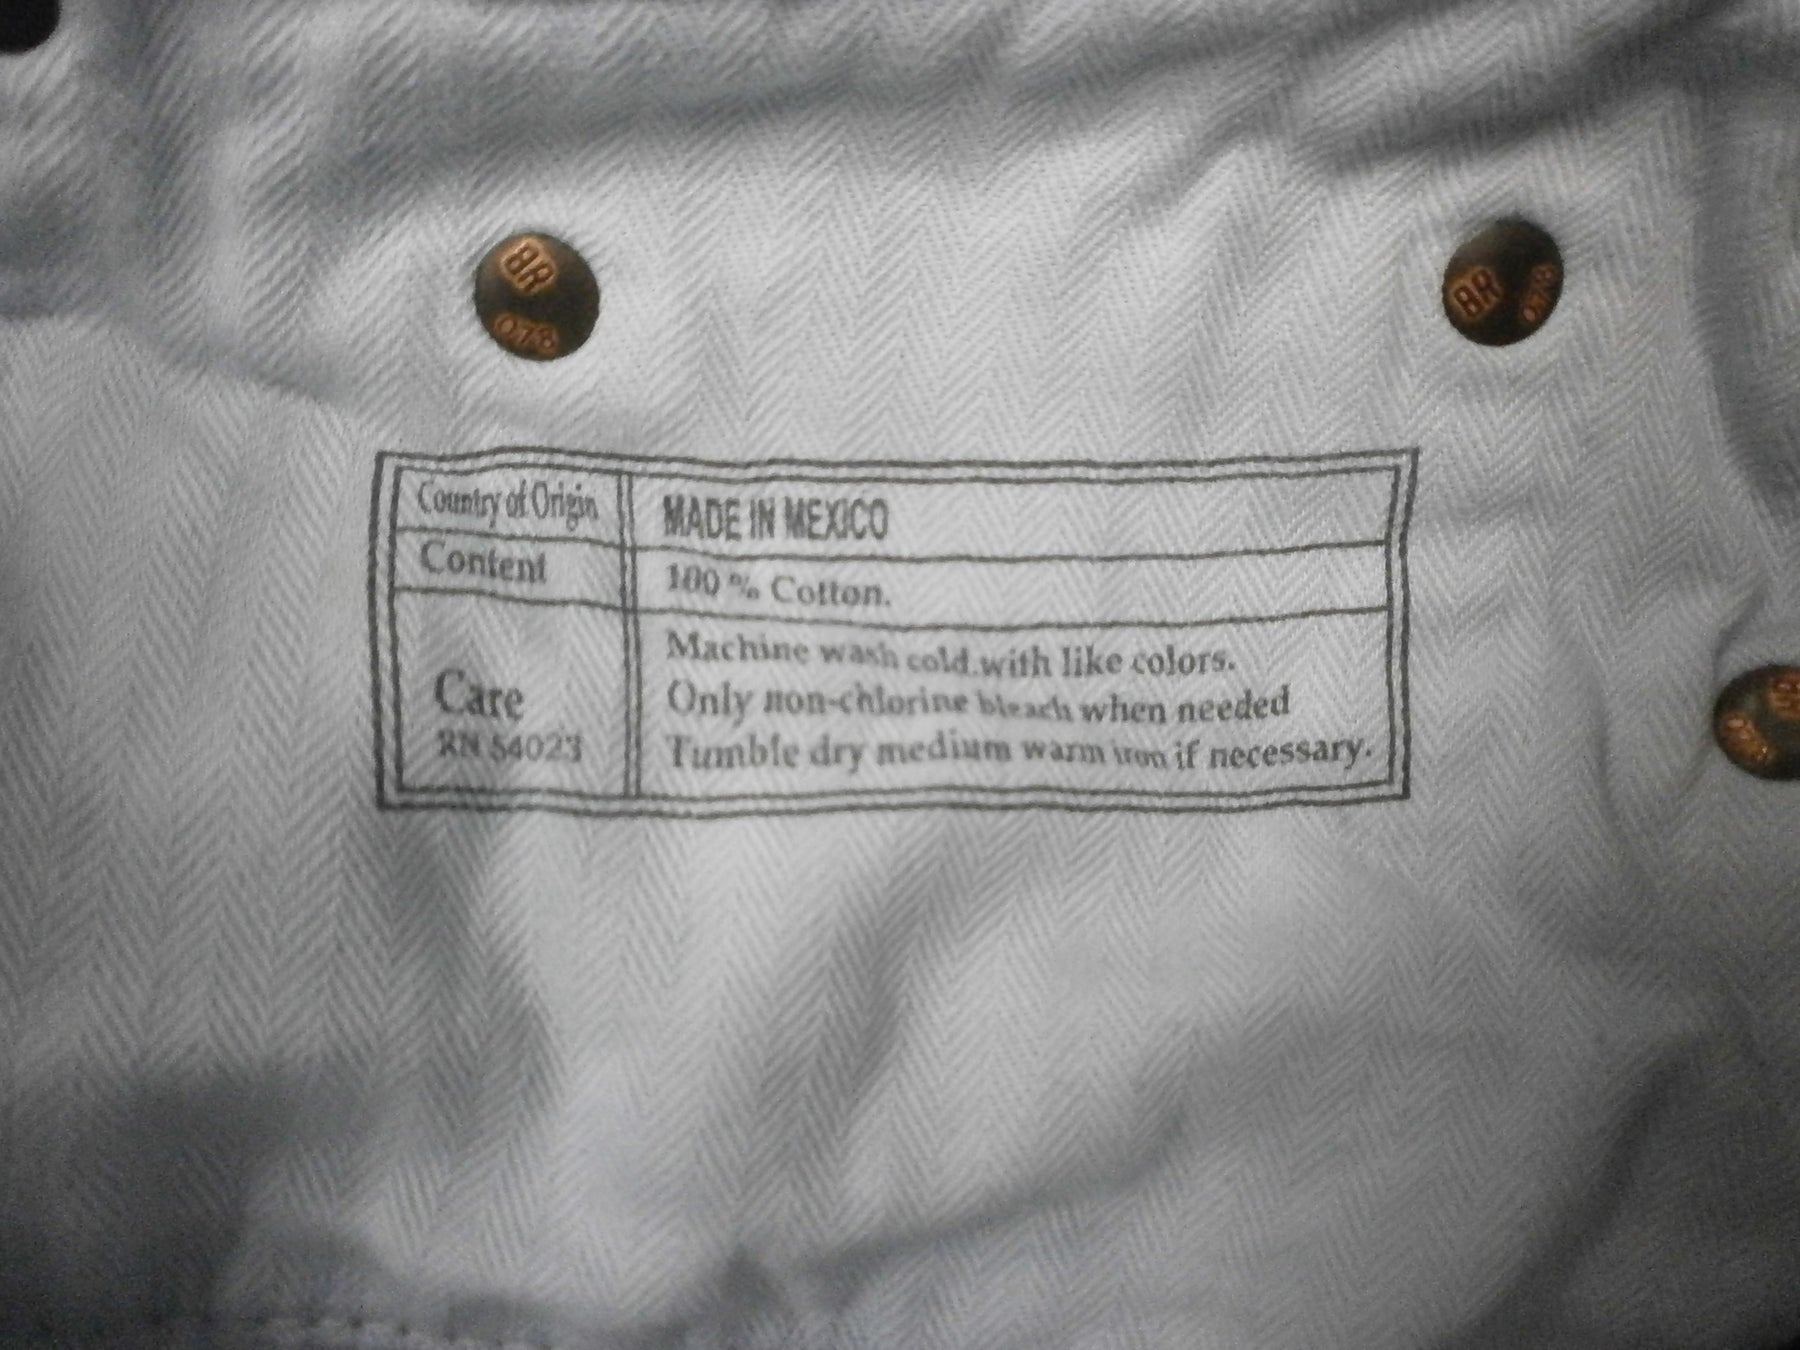 BR
078
BR
078
Country of Origin MADE IN MEXICO
Content 100 % Cotton.
Machine wash cold.with like colors.
Care Only non-chlorine bleach when needed
RN 54023 Tumble dry medium warm iron if necessary.